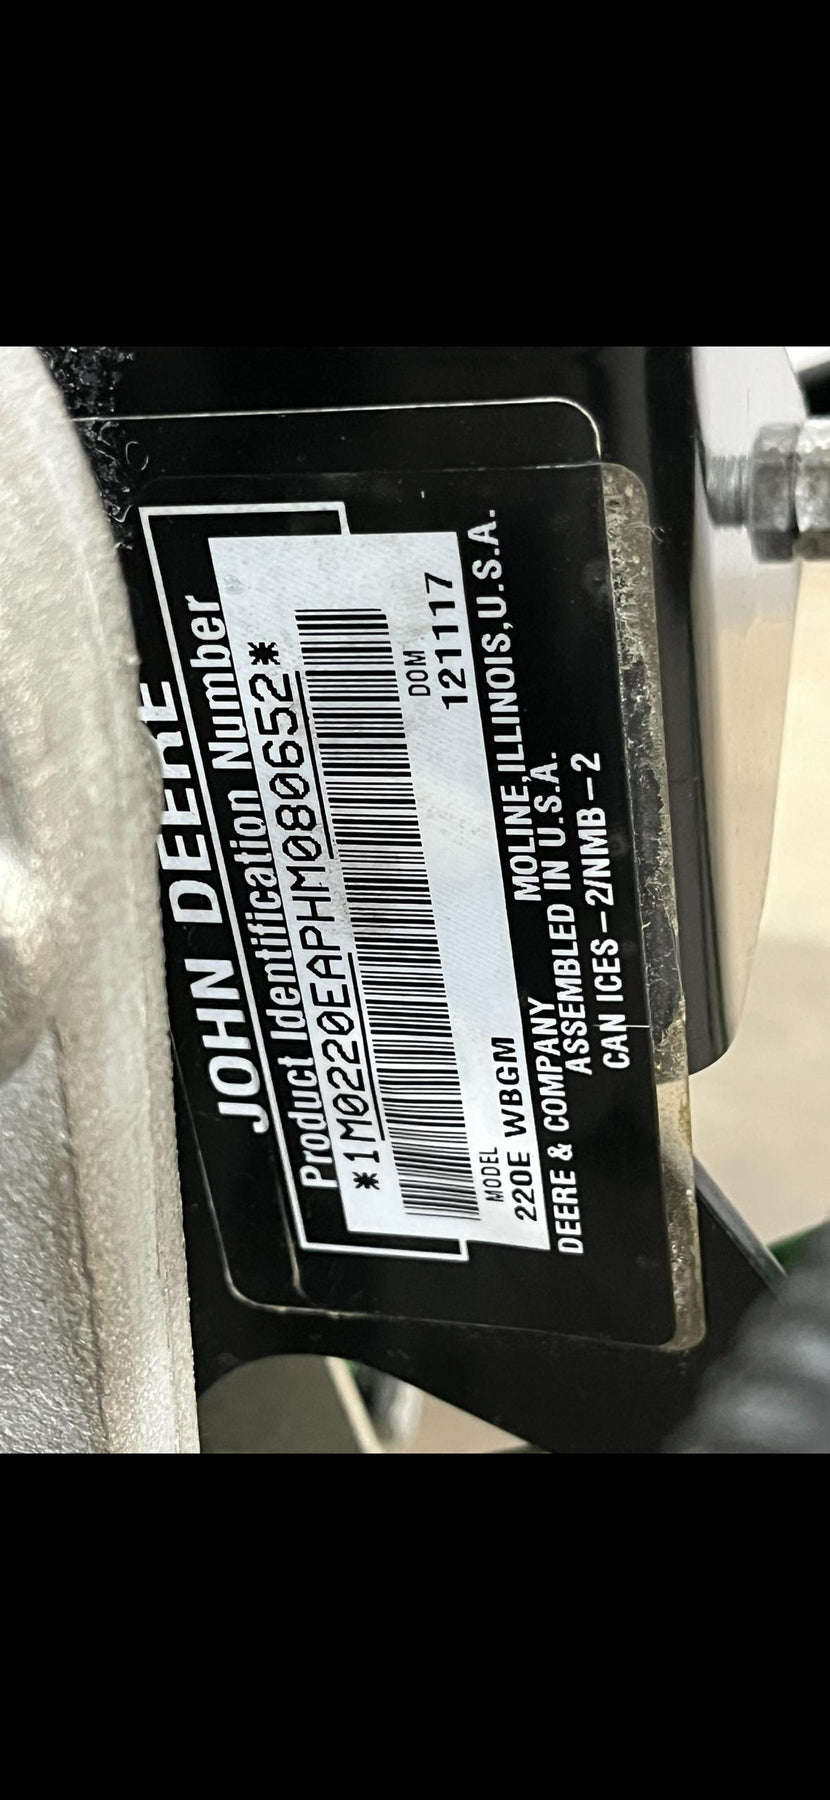 JOHN DEERE
Product Identification Number
*1M0220EAPHM080652*
DOM
121117
MODEL
220E WBGM
DEERE & COMPANY MOLINE, ILLINOIS, U.S.A.
ASSEMBLED IN U.S.A.
CAN ICES-2/NMB-2